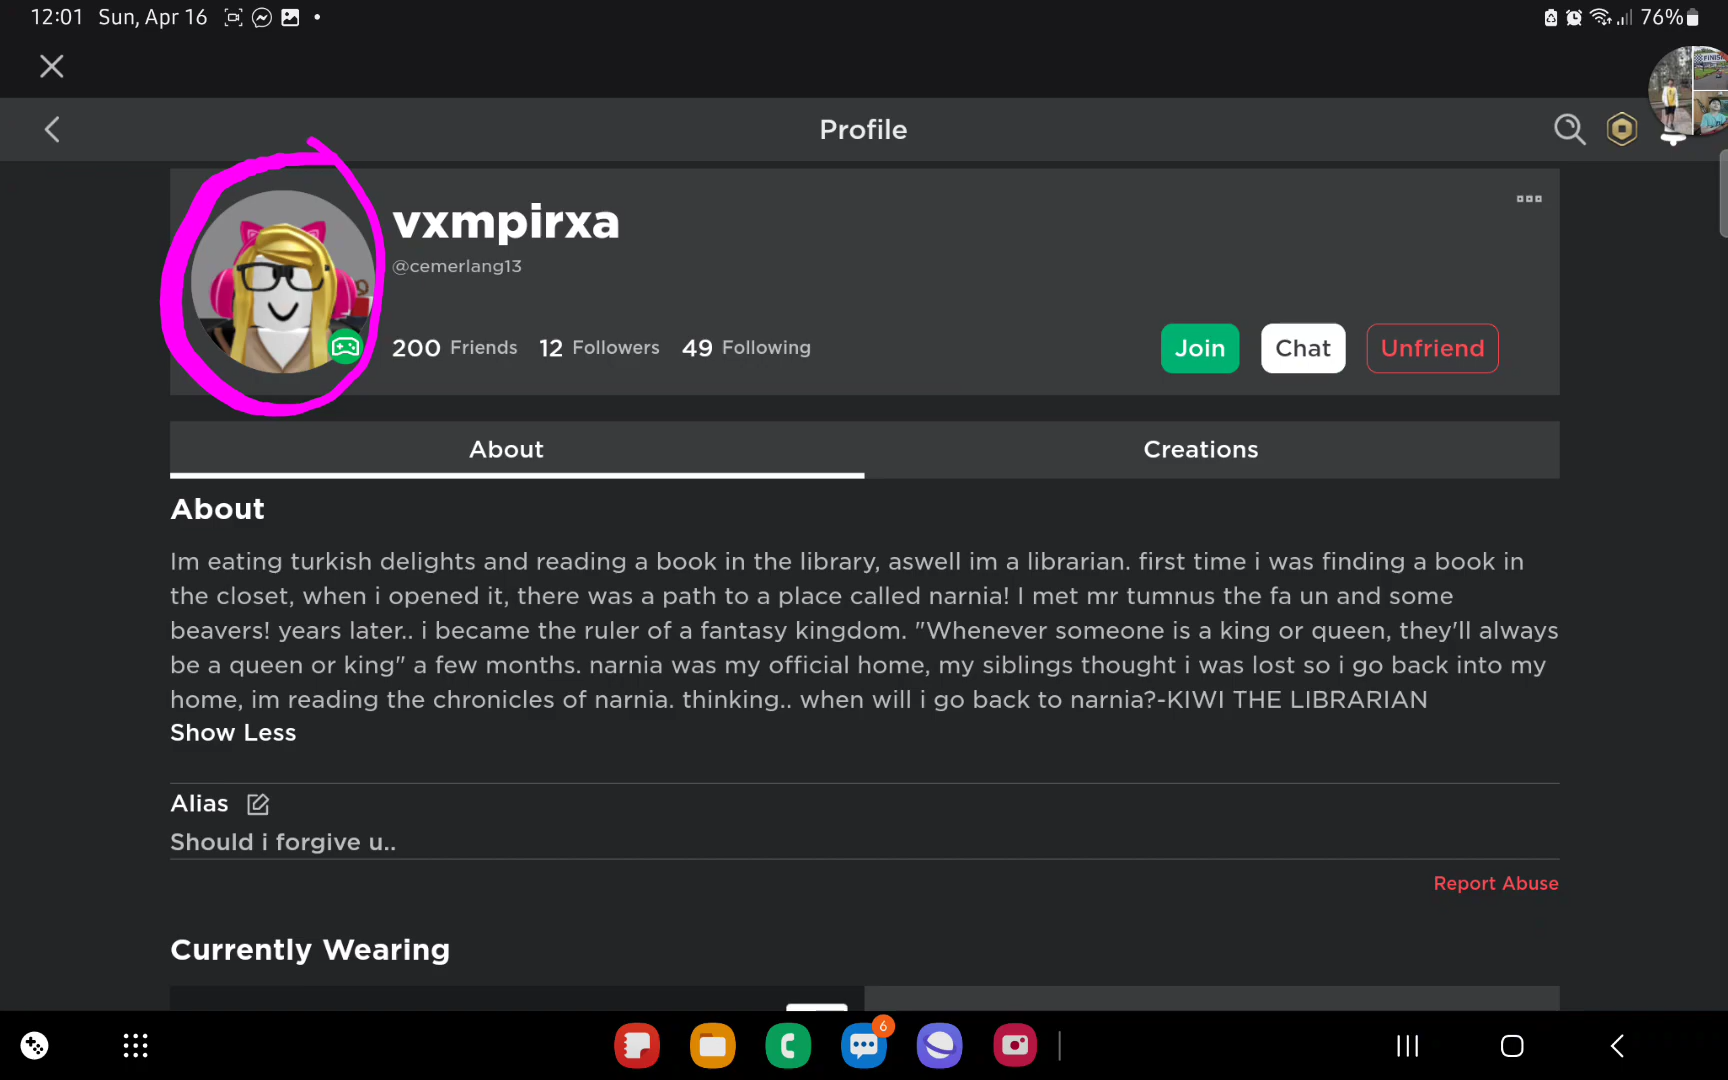 12:01 Sun, Apr 16
76%
Profile
FINISH
vxmpirxa
@cemerlang13
200 Friends 12 Followers 49 Following
Join
Chat
Unfriend
About
Creations
About
Im eating turkish delights and reading a book in the library, aswell im a librarian. first time i was finding a book in
the closet, when i opened it, there was a path to a place called narnia! I met mr tumnus the fa un and some
beavers! years later.. i became the ruler of a fantasy kingdom. "Whenever someone is a king or queen, they'll always
be a queen or king" a few months. narnia was my official home, my siblings thought i was lost so i go back into my
home, im reading the chronicles of narnia. thinking.. when will i go back to narnia?-KIWI THE LIBRARIAN
Show Less
Alias
Should i forgive u..
Report Abuse
Currently Wearing
6